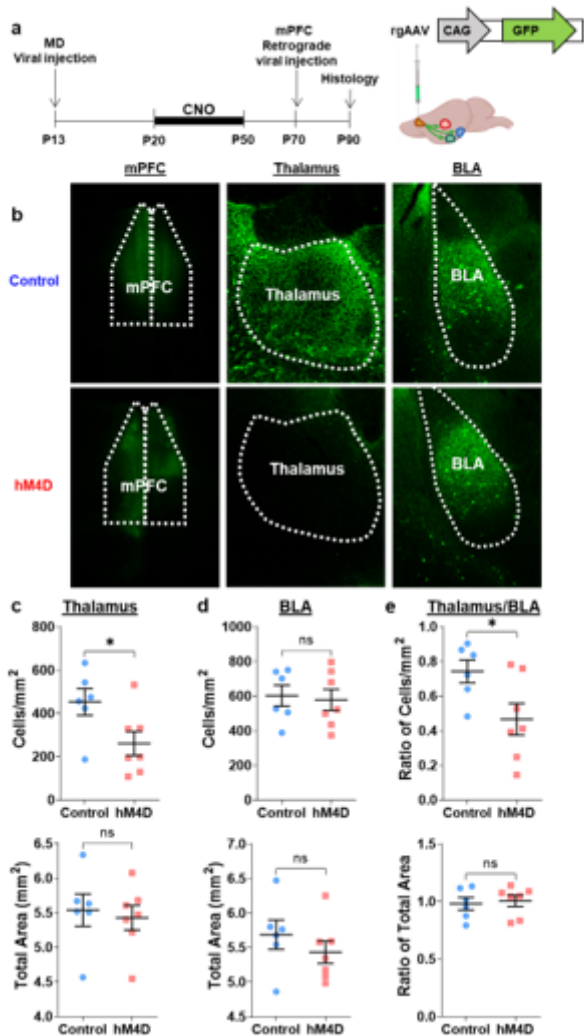 a
MD
Viral injection
mPFC
Retrograde
viral injection
Histology
CNO
P13
P20
P50
P70
P90
rgAAV
CAG
GFP
mPFC
Thalamus
BLA
b
Control
mPFC
Thalamus
BLA
hM4D
mPFC
Thalamus
BLA
c
Thalamus
d
BLA
e
Thalamus/BLA
Cells/mm²
800
600
400
200
0
*
Control
hM4D
Cells/mm²
1000
800
600
400
200
0
ns
Control
hM4D
Ratio of Cells/mm²
1.0
0.8
0.6
0.4
0.2
0.0
*
Control
hM4D
Total Area (mm²)
6.5
6.0
5.5
5.0
4.5
4.0
ns
Control
hM4D
Total Area (mm²)
7.0
6.5
6.0
5.5
5.0
4.5
ns
Control
hM4D
Ratio of Total Area
1.5
1.0
0.5
0.0
ns
Control
hM4D